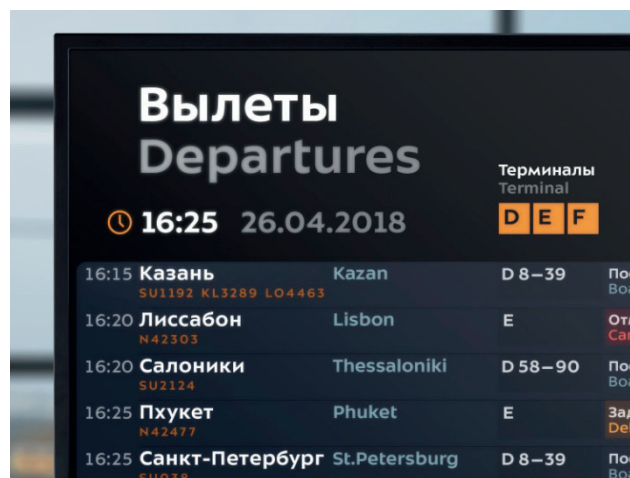 Вылеты
Departures
Терминалы
Terminal
16:25 26.04.2018
D E F
16:15 Казань Kazan D 8–39
SU1192 KL3289 LO4463
16:20 Лиссабон Lisbon E
N42303
16:20 Салоники Thessaloniki D 58–90
SU2124
16:25 Пхукет Phuket E
N42477
16:25 Санкт-Петербург St.Petersburg D 8–39